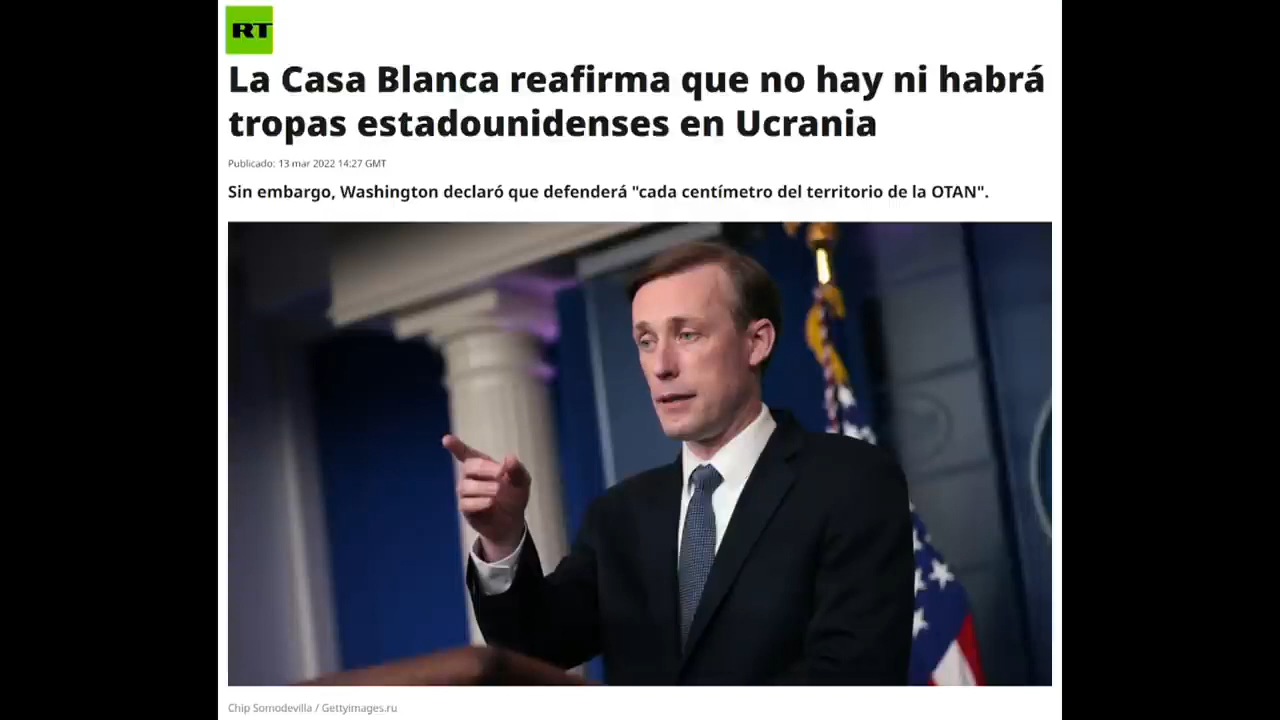 RT
La Casa Blanca reafirma que no hay ni habrá
tropas estadounidenses en Ucrania
Publicado: 13 mar 2022 14:27 GMT
Sin embargo, Washington declaró que defenderá "cada centímetro del territorio de la OTAN".
Chip Somodevilla / Gettyimages.ru